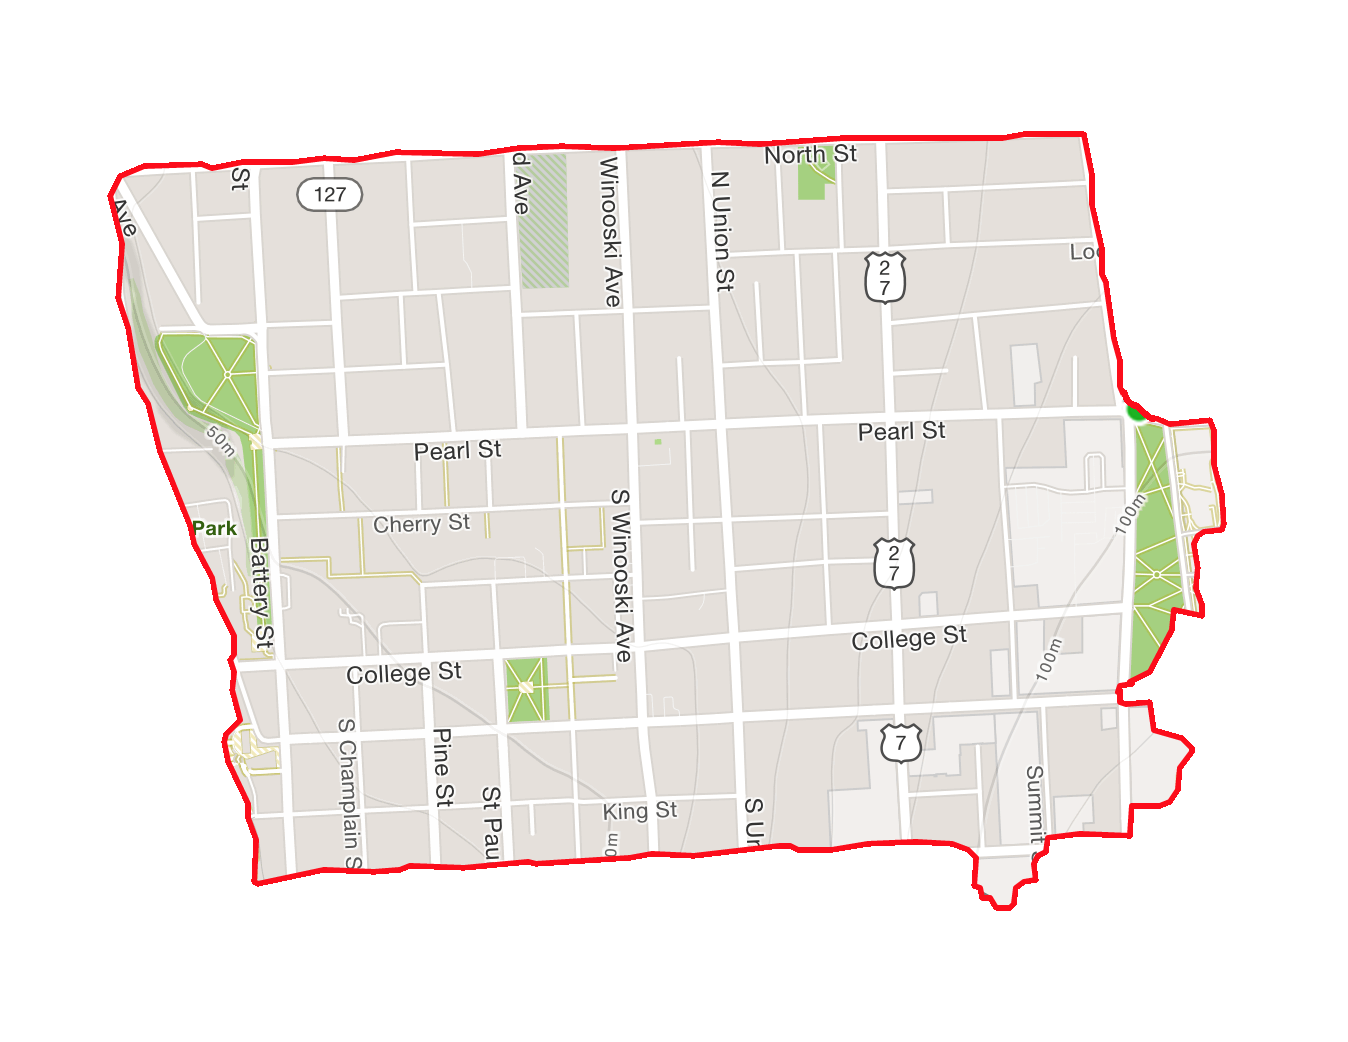 North St
St
127
d Ave
Winooski Ave
N Union St
Ave
Loc
2
7
50m
Pearl St
Pearl St
Cherry St
S Winooski Ave
100m
Park
Battery St
2
7
College St
College St
100m
S Champlain S
Pine St
St Pau
King St
0m
S Un
7
Summit S